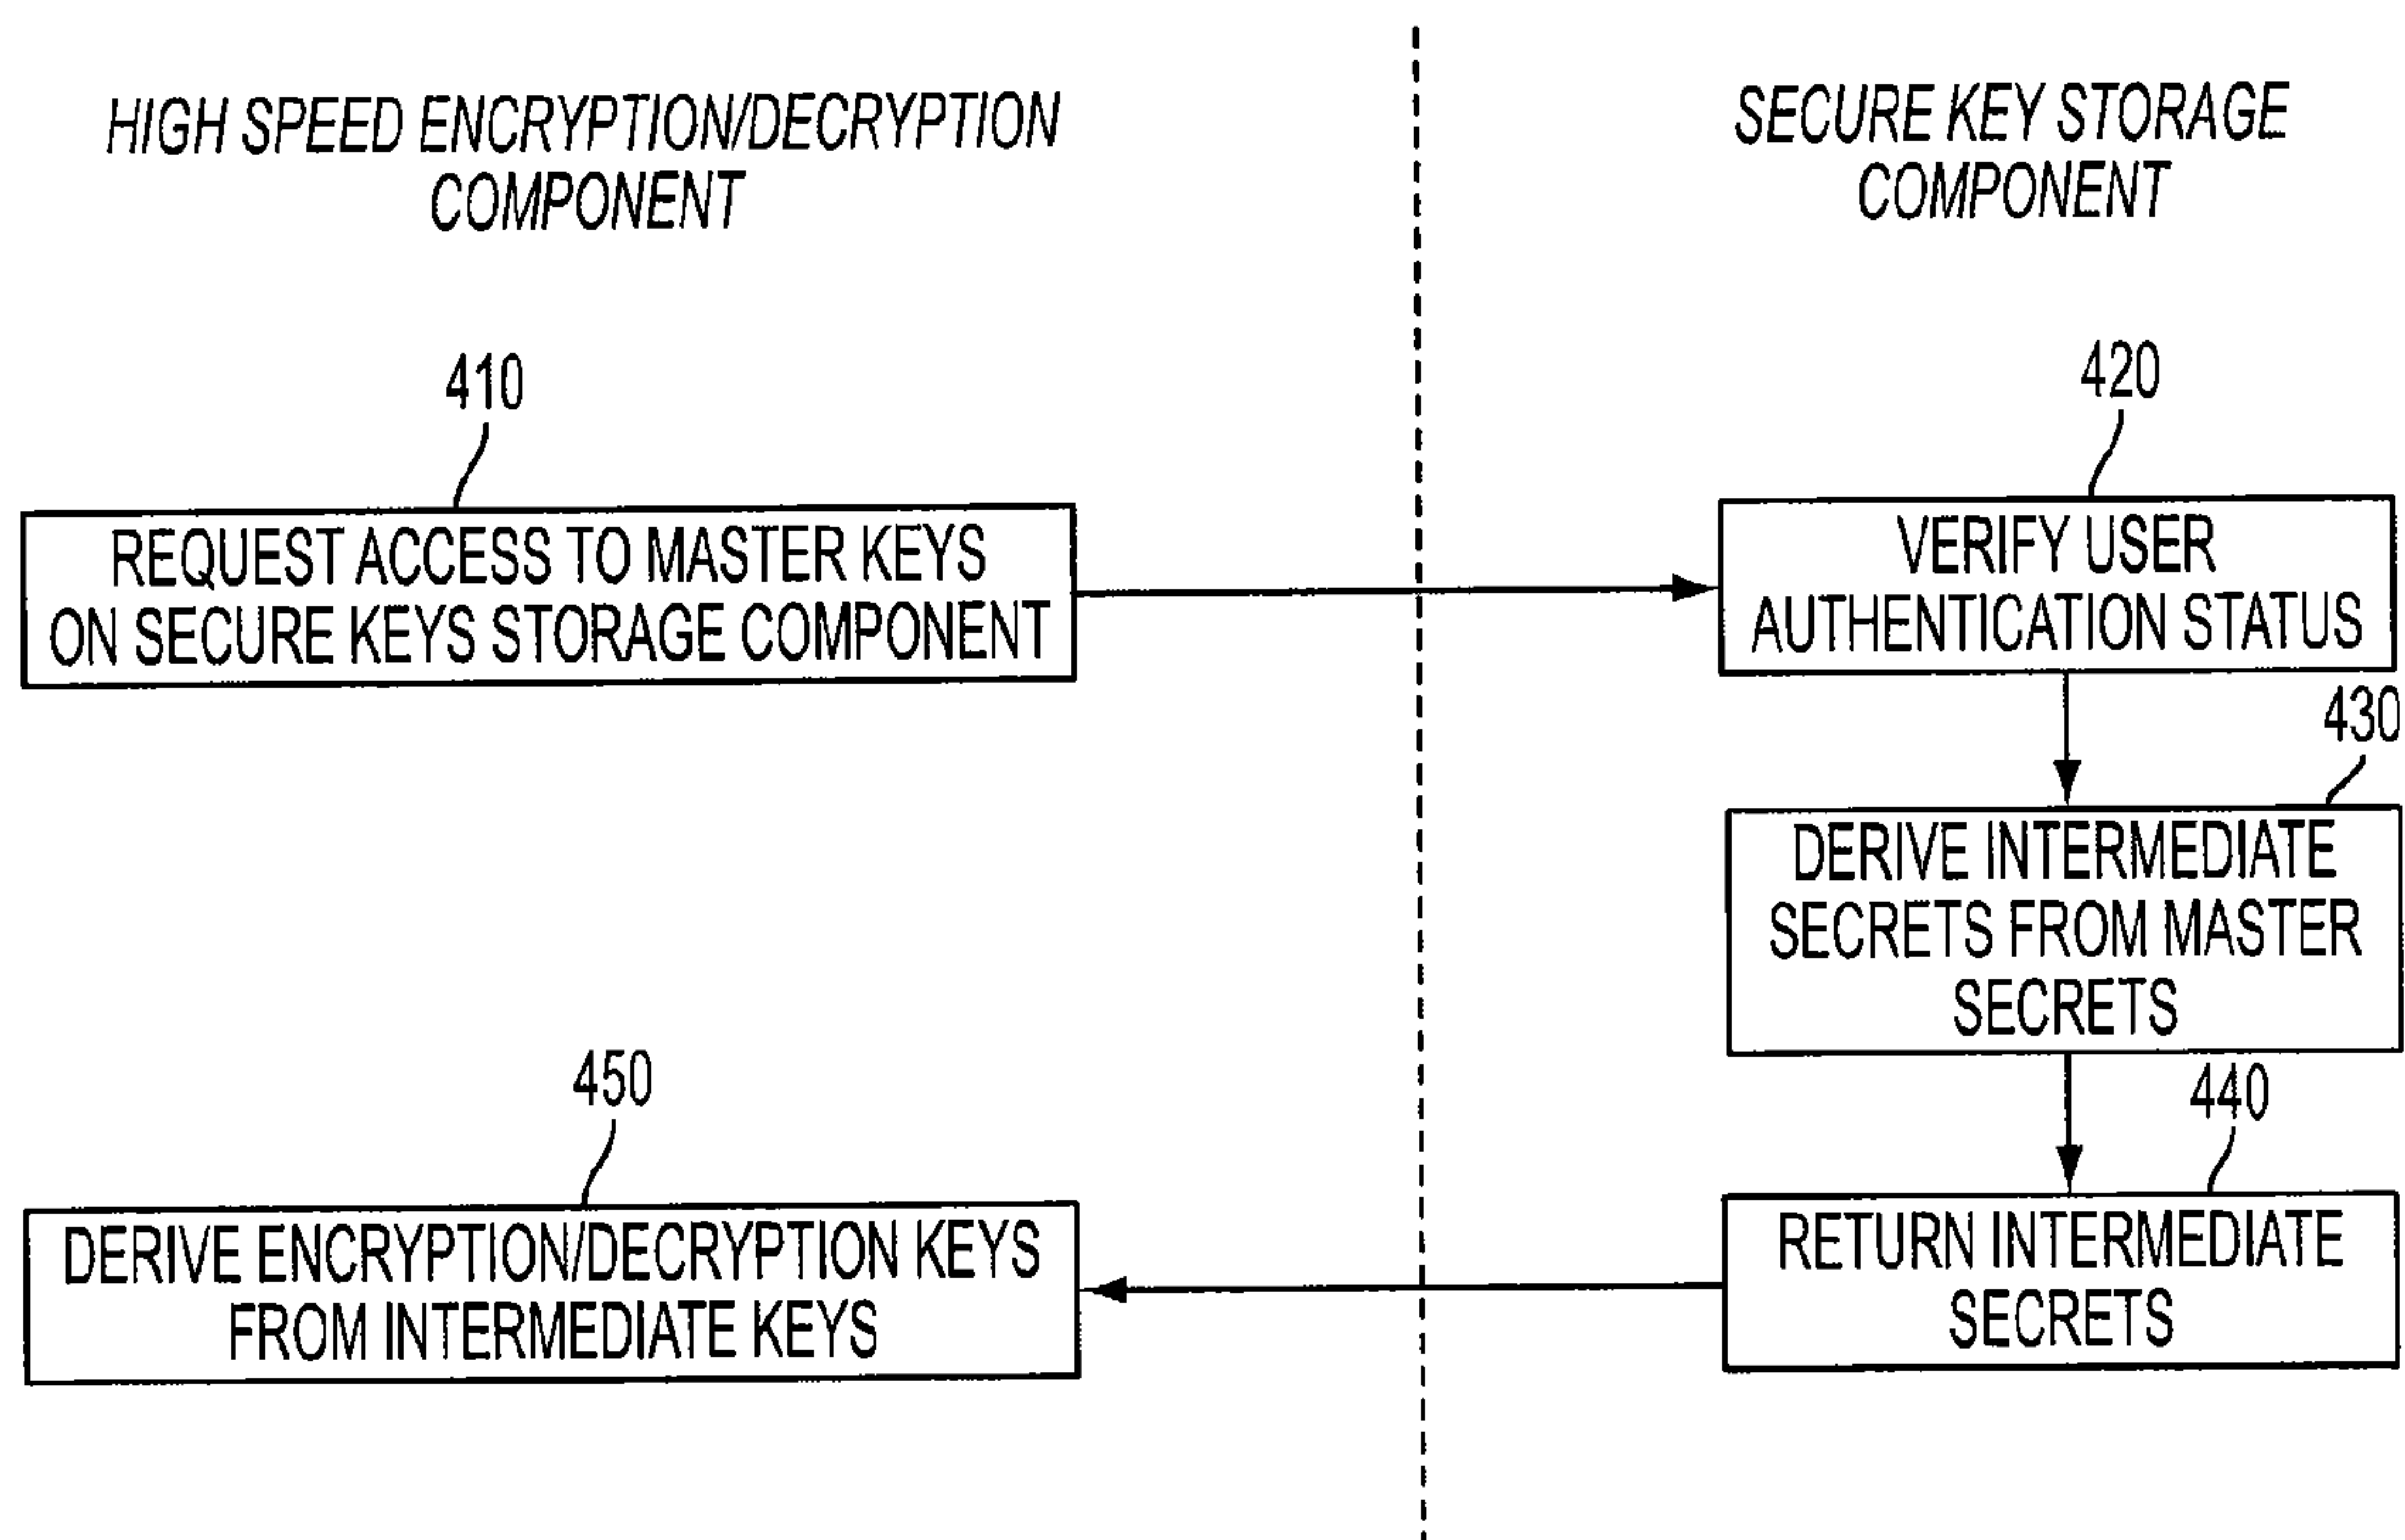 HIGH SPEED ENCRYPTION/DECRYPTION
COMPONENT
SECURE KEY STORAGE
COMPONENT
410
REQUEST ACCESS TO MASTER KEYS
ON SECURE KEYS STORAGE COMPONENT
420
VERIFY USER
AUTHENTICATION STATUS
430
DERIVE INTERMEDIATE
SECRETS FROM MASTER
SECRETS
440
RETURN INTERMEDIATE
SECRETS
450
DERIVE ENCRYPTION/DECRYPTION KEYS
FROM INTERMEDIATE KEYS